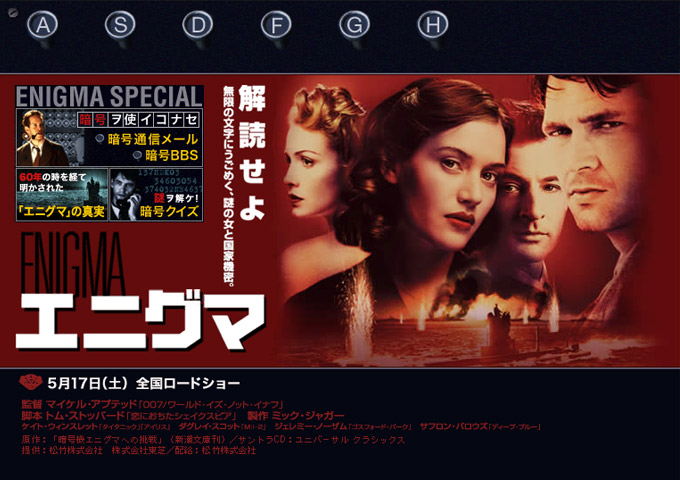 A S D F G H
ENIGMA SPECIAL
暗号ヲ使イコナセ
暗号通信メール
暗号BBS
60年の時を経て
明かされた
「エニグマ」の真実
34603054
謎ヲ解ケ!
暗号クイズ
解読せよ
無限の文字にうごめく、謎の女と国家機密。
ENIGMA
エニグマ
5月17日(土) 全国ロードショー
監督 マイケル・アプテッド「007/ワールド・イズ・ノット・イナフ」
脚本 トム・ストッパード「恋におちたシェイクスピア」 製作 ミック・ジャガー
ケイト・ウィンスレット「タイタニック」「アイリス」 ダグレイ・スコット「M:I-2」 ジェレミー・ノーザム「ゴスフォード・パーク」 サフロン・バロウズ「ディープ・ブルー」
原作:「暗号機エニグマへの挑戦」(新潮文庫刊)/サントラCD:ユニバーサル クラシックス
提供:松竹株式会社 株式会社東芝/配給:松竹株式会社